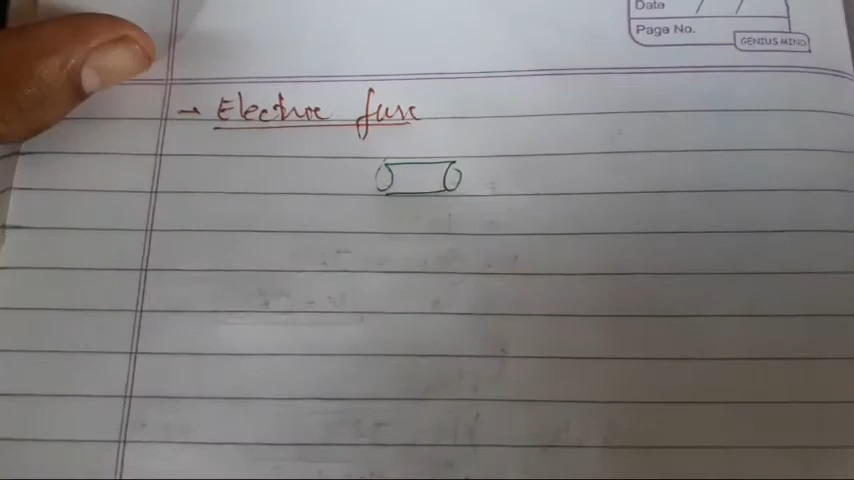 Date / /
Page No.
GENIUS MIND
→ Electric fuse